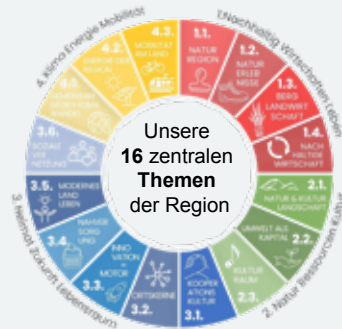 Unsere
16 zentralen
Themen
der Region
1.Nachhaltig Wirtschaften Leben
1.1.
NATUR
REGION
1.2.
NATUR
ERLEB
NISSE
1.3.
BERG
LANDWIRT
SCHAFT
1.4.
NACH
HALTIGE
WIRTSCHAFT
2. Natur Ressourcen Kultur
2.1.
NATUR & KULTUR
LANDSCHAFT
2.2.
UMWELT ALS
KAPITAL
2.3.
KULTUR
RAUM
3. Heimat Zukunft Lebensraum
3.1.
KOOPER
ATIONS
KULTUR
3.2.
ORTSKERNE
3.3.
INNO
VATION
MOTOR
3.4.
NAHVER
SORG
UNG
3.5.
MODERNES
LAND
LEBEN
3.6.
SOZIALE
VER
NETZUNG
4. Klima Energie Mobilität
4.1.
4.2.
ENERGIE DER
REGION
4.3.
MOBILITÄT
AM LAND